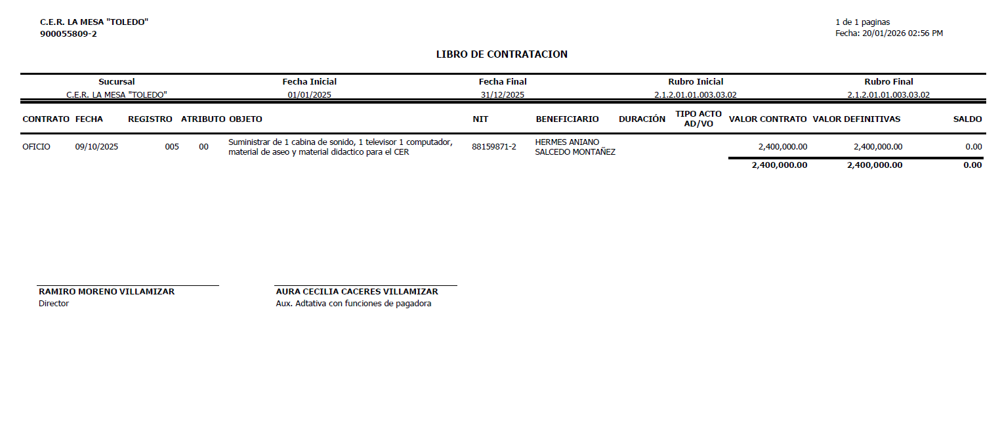 C.E.R. LA MESA "TOLEDO"
900055809-2
1 de 1 paginas
Fecha: 20/01/2026 02:56 PM
LIBRO DE CONTRATACION
Sucursal Fecha Inicial Fecha Final Rubro Inicial Rubro Final
C.E.R. LA MESA "TOLEDO" 01/01/2025 31/12/2025 2.1.2.01.01.003.03.02 2.1.2.01.01.003.03.02
CONTRATO FECHA REGISTRO ATRIBUTO OBJETO NIT BENEFICIARIO DURACIÓN TIPO ACTO AD/VO VALOR CONTRATO VALOR DEFINITIVAS SALDO
OFICIO 09/10/2025 005 00 Suministrar de 1 cabina de sonido, 1 televisor 1 computador, 88159871-2 HERMES ANIANO 2,400,000.00 2,400,000.00 0.00
material de aseo y material didactico para el CER SALCEDO MONTAÑEZ
2,400,000.00 2,400,000.00 0.00
RAMIRO MORENO VILLAMIZAR AURA CECILIA CACERES VILLAMIZAR
Director Aux. Adtativa con funciones de pagadora